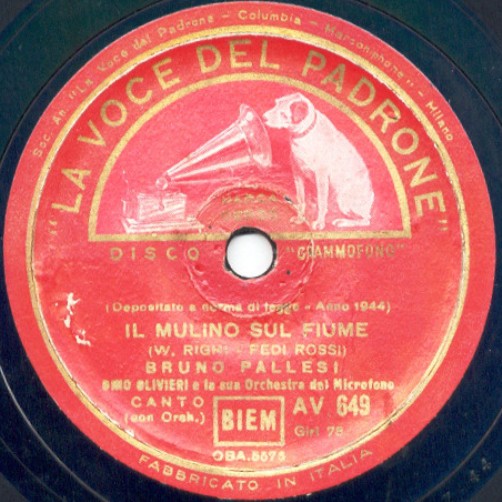 Soc. An. "La Voce del Padrone - Columbia - Marconiphone" - Milano
"LA VOCE DEL PADRONE"
DISCO "GRAMMOFONO"
(Depositato a norma di legge - Anno 1944)
IL MULINO SUL FIUME
(W. RIGHI - FEDI ROSSI)
BRUNO PALLESI
DINO OLIVIERI e la sua Orchestra del Microfono
CANTO
(con Orch.)
BIEM
AV 649
Giri 78
OBA.5575
FABBRICATO IN ITALIA